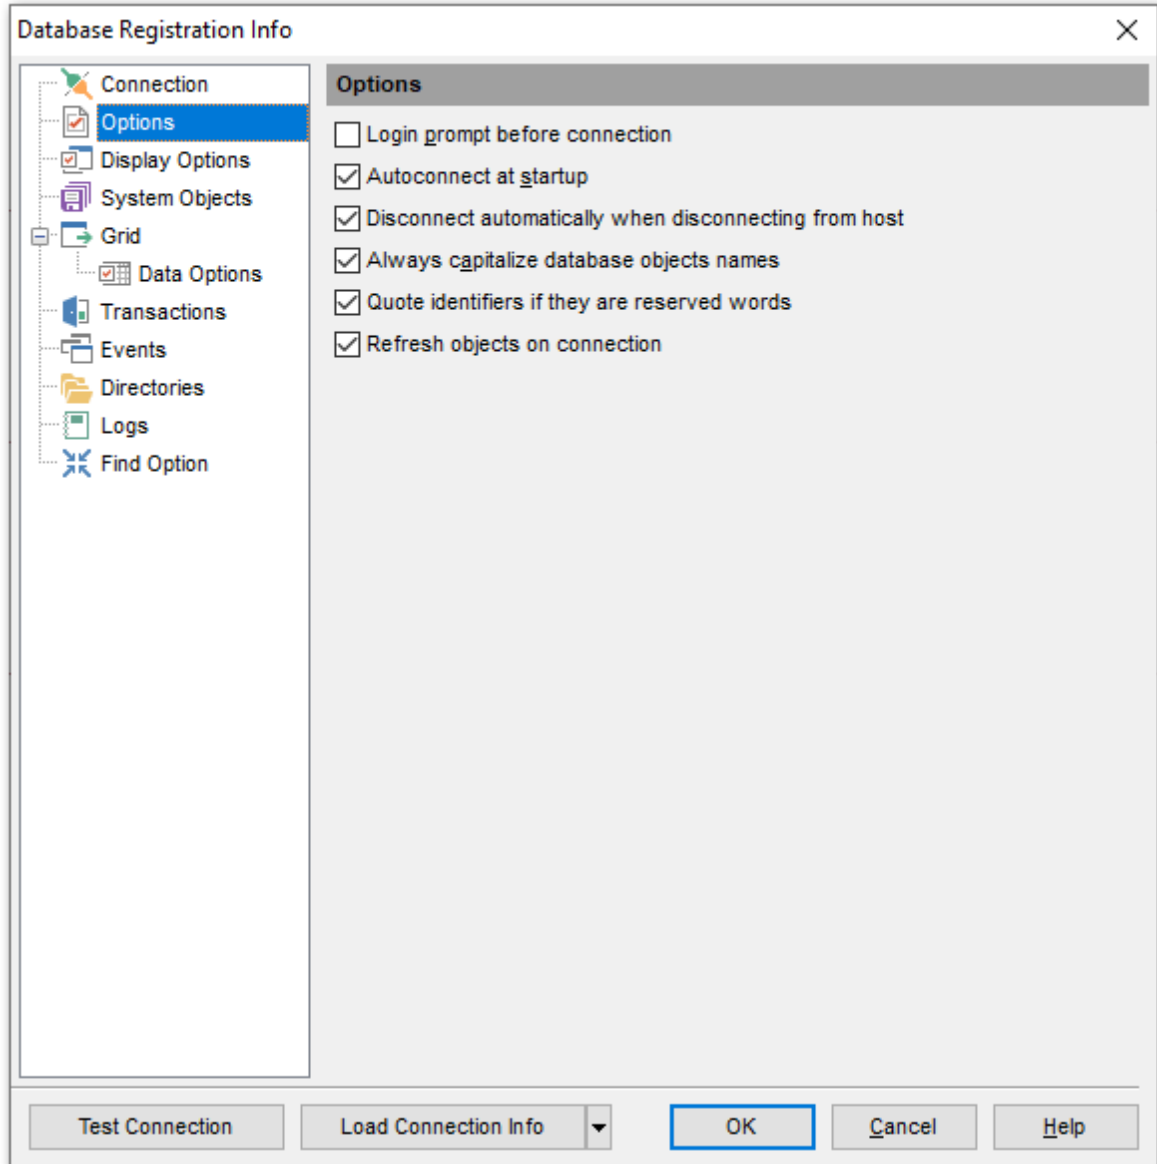 Database Registration Info
Connection
Options
Display Options
System Objects
Grid
Data Options
Transactions
Events
Directories
Logs
Find Option
Options
Login prompt before connection
Autoconnect at startup
Disconnect automatically when disconnecting from host
Always capitalize database objects names
Quote identifiers if they are reserved words
Refresh objects on connection
Test Connection
Load Connection Info
OK
Cancel
Help